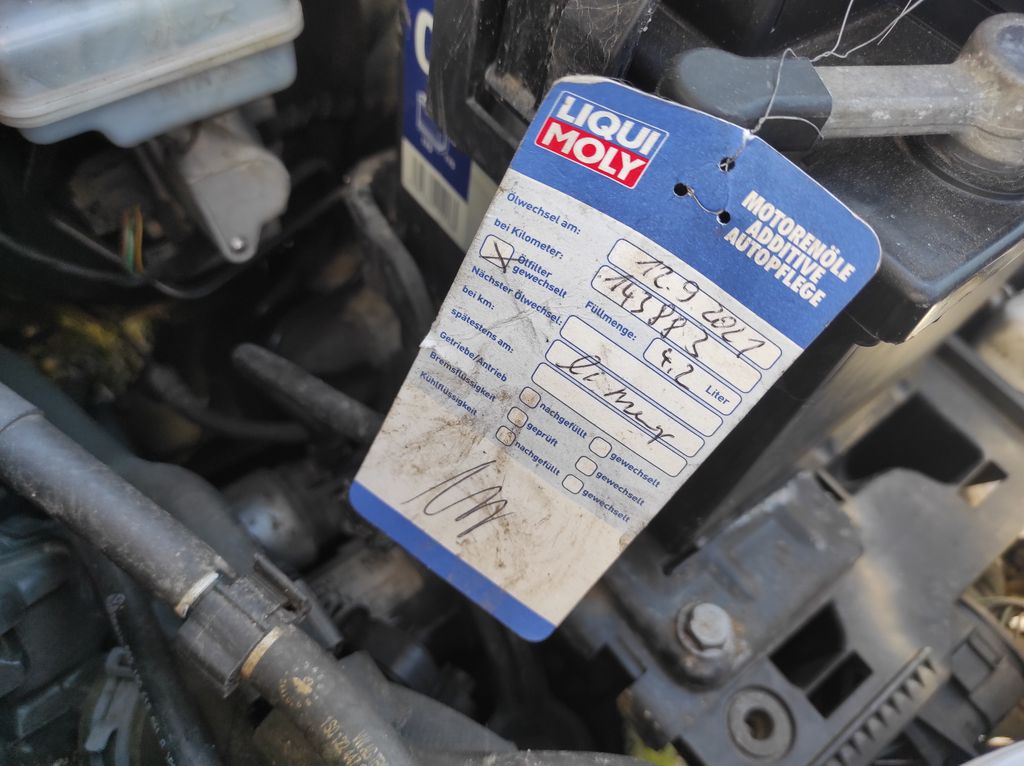 LIQUI
MOLY
MOTORENÖLE
ADDITIVE
AUTOPFLEGE
Ölwechsel am: 12.9 2021
bei Kilometer: 143883
Ölfilter
gewechselt
Füllmenge: 4.2 Liter
Nächster Ölwechsel:
bei km:
spätestens am:
Getriebe/Antrieb nachgefüllt gewechselt
Bremsflüssigkeit geprüft gewechselt
Kühlflüssigkeit nachgefüllt gewechselt